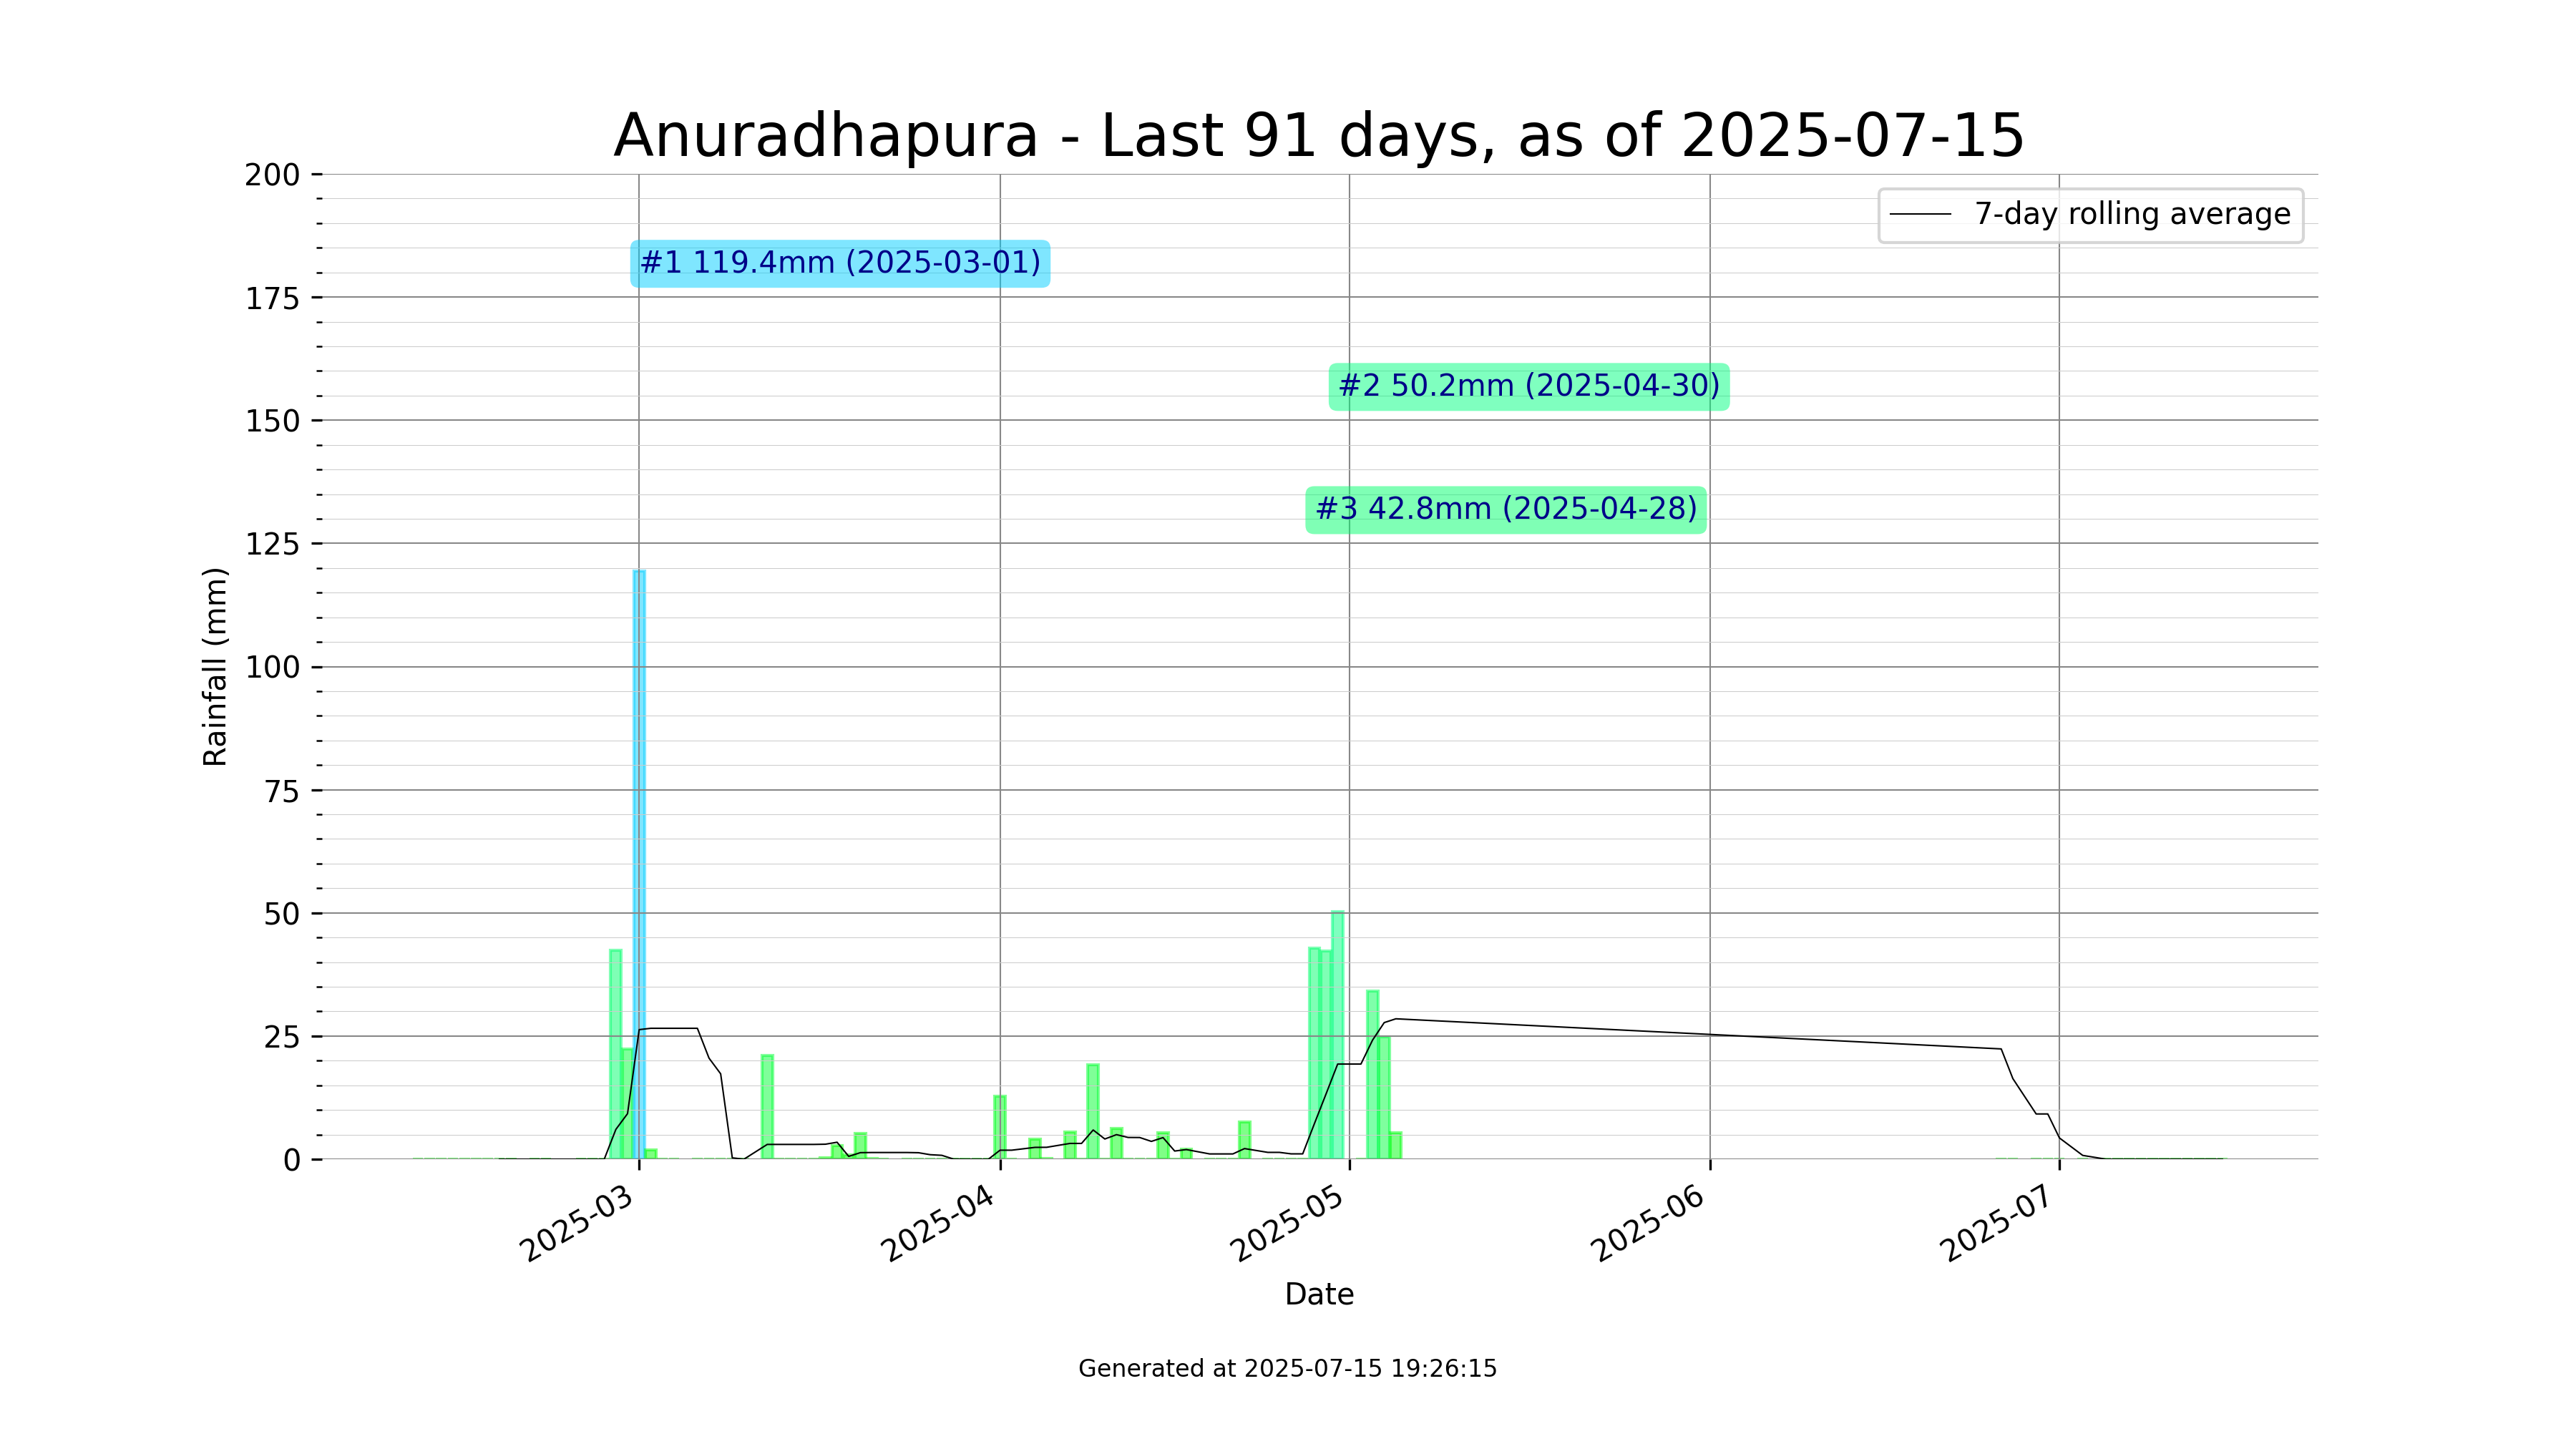 Anuradhapura - Last 91 days, as of 2025-07-15
200
175
150
125
100
75
50
25
0
Rainfall (mm)
7-day rolling average
#1 119.4mm (2025-03-01)
#2 50.2mm (2025-04-30)
#3 42.8mm (2025-04-28)
2025-03
2025-04
2025-05
2025-06
2025-07
Date
Generated at 2025-07-15 19:26:15